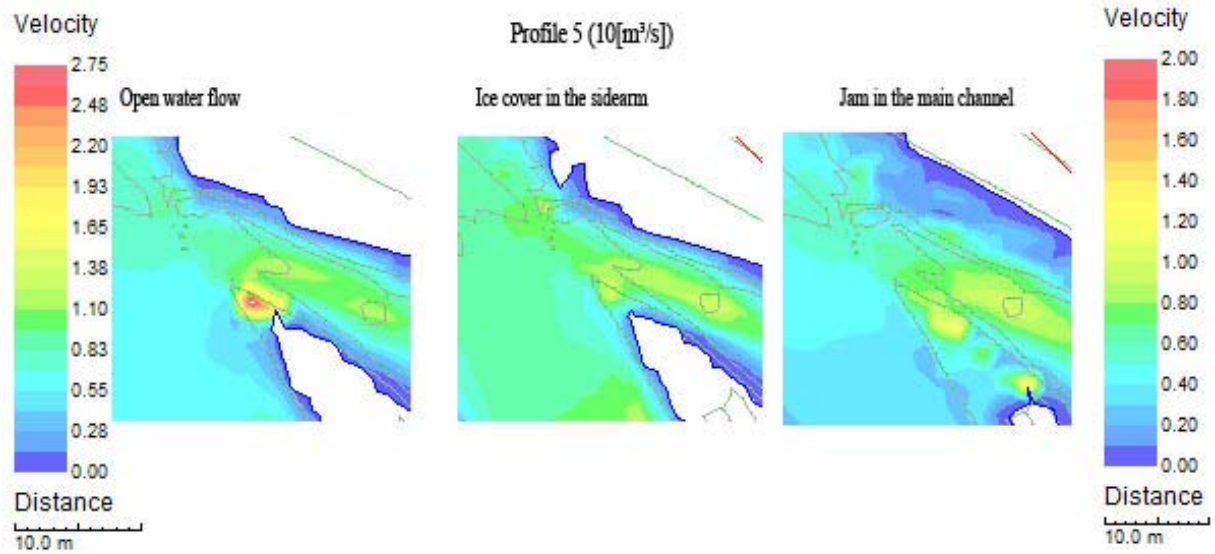 Profile 5 (10[m³/s])
Velocity
2.75
2.48
2.20
1.93
1.65
1.38
1.10
0.83
0.55
0.28
0.00
Distance
10.0 m
Open water flow
Ice cover in the sidearm
Jam in the main channel
Velocity
2.00
1.80
1.60
1.40
1.20
1.00
0.80
0.60
0.40
0.20
0.00
Distance
10.0 m